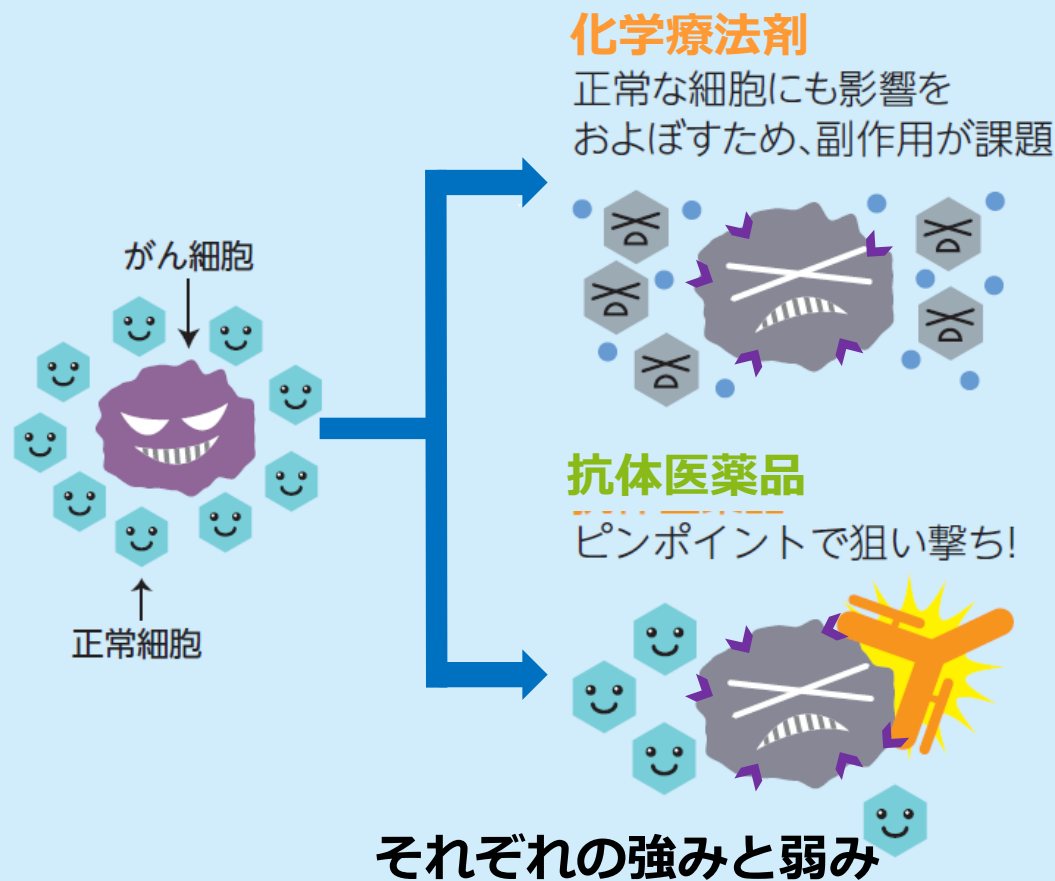 化学療法剤
正常な細胞にも影響を
およぼすため、副作用が課題
がん細胞
正常細胞
抗体医薬品
ピンポイントで狙い撃ち!
それぞれの強みと弱み